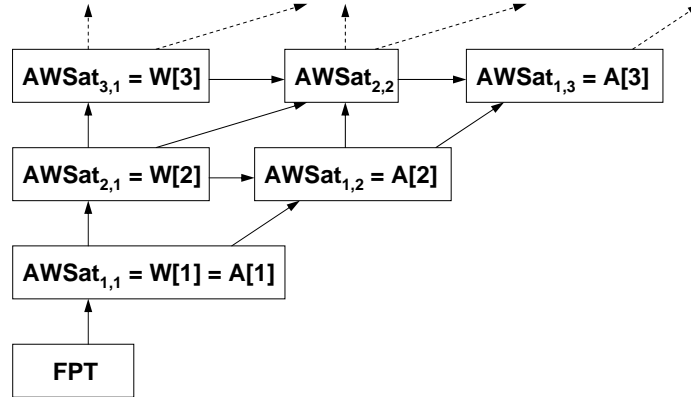 AWSat₃,₁ = W[3] AWSat₂,₂ AWSat₁,₃ = A[3]
AWSat₂,₁ = W[2] AWSat₁,₂ = A[2]
AWSat₁,₁ = W[1] = A[1]
FPT